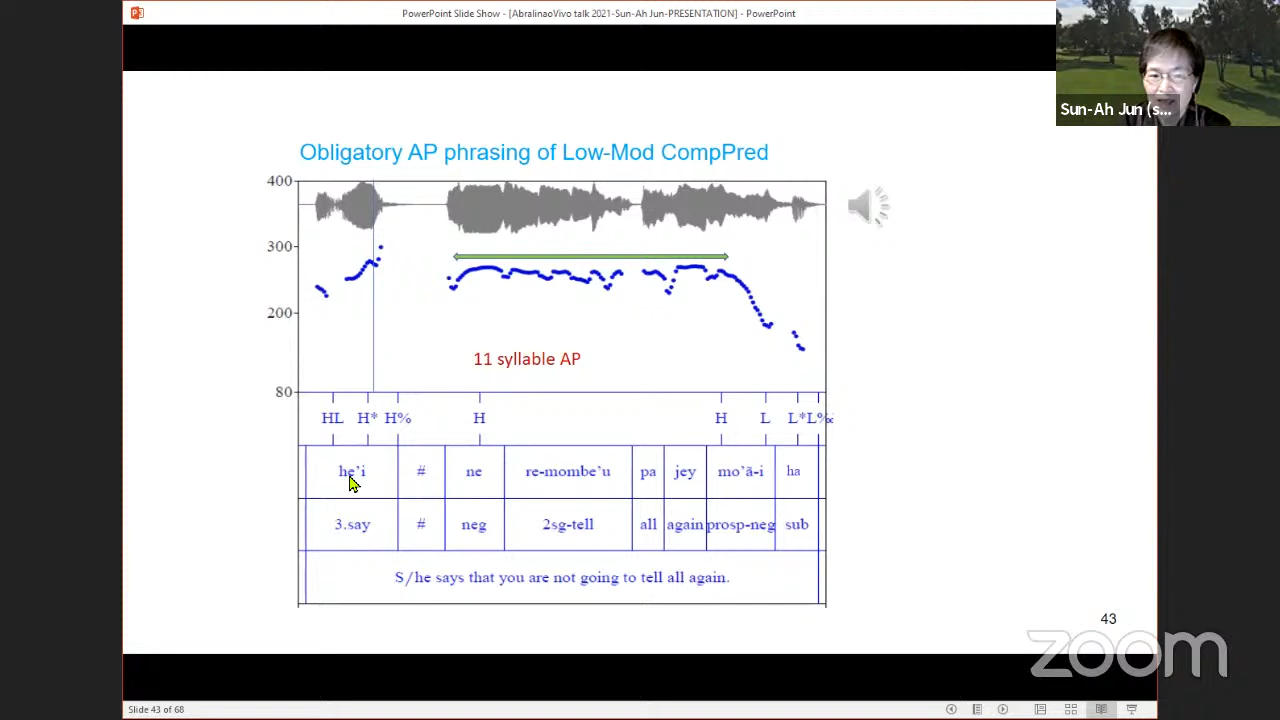 PowerPoint Slide Show - [AbralinaoVivo talk 2021-Sun-Ah Jun-PRESENTATION] - PowerPoint
Sun-Ah Jun (s...
Obligatory AP phrasing of Low-Mod CompPred
400
300
200
80
11 syllable AP
HL H* H% H H L L* L%
he'i # ne re-mombe'u pa jey mo'ã-i ha
3.say # neg 2sg-tell all again prosp-neg sub
S/he says that you are not going to tell all again.
43
zoom
Slide 43 of 68